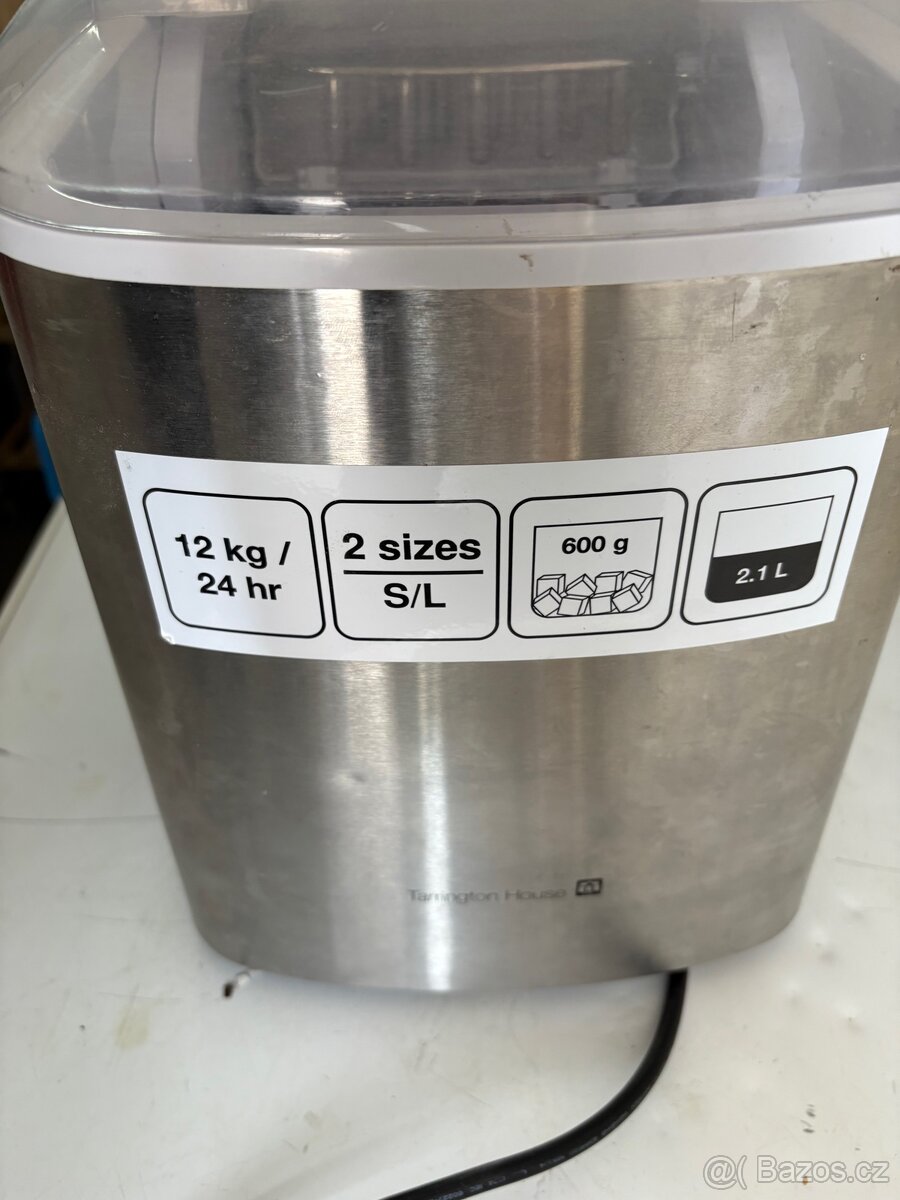 12 kg /
24 hr
2 sizes
S/L
600 g
2.1 L
Tarrington House
@( Bazos.cz